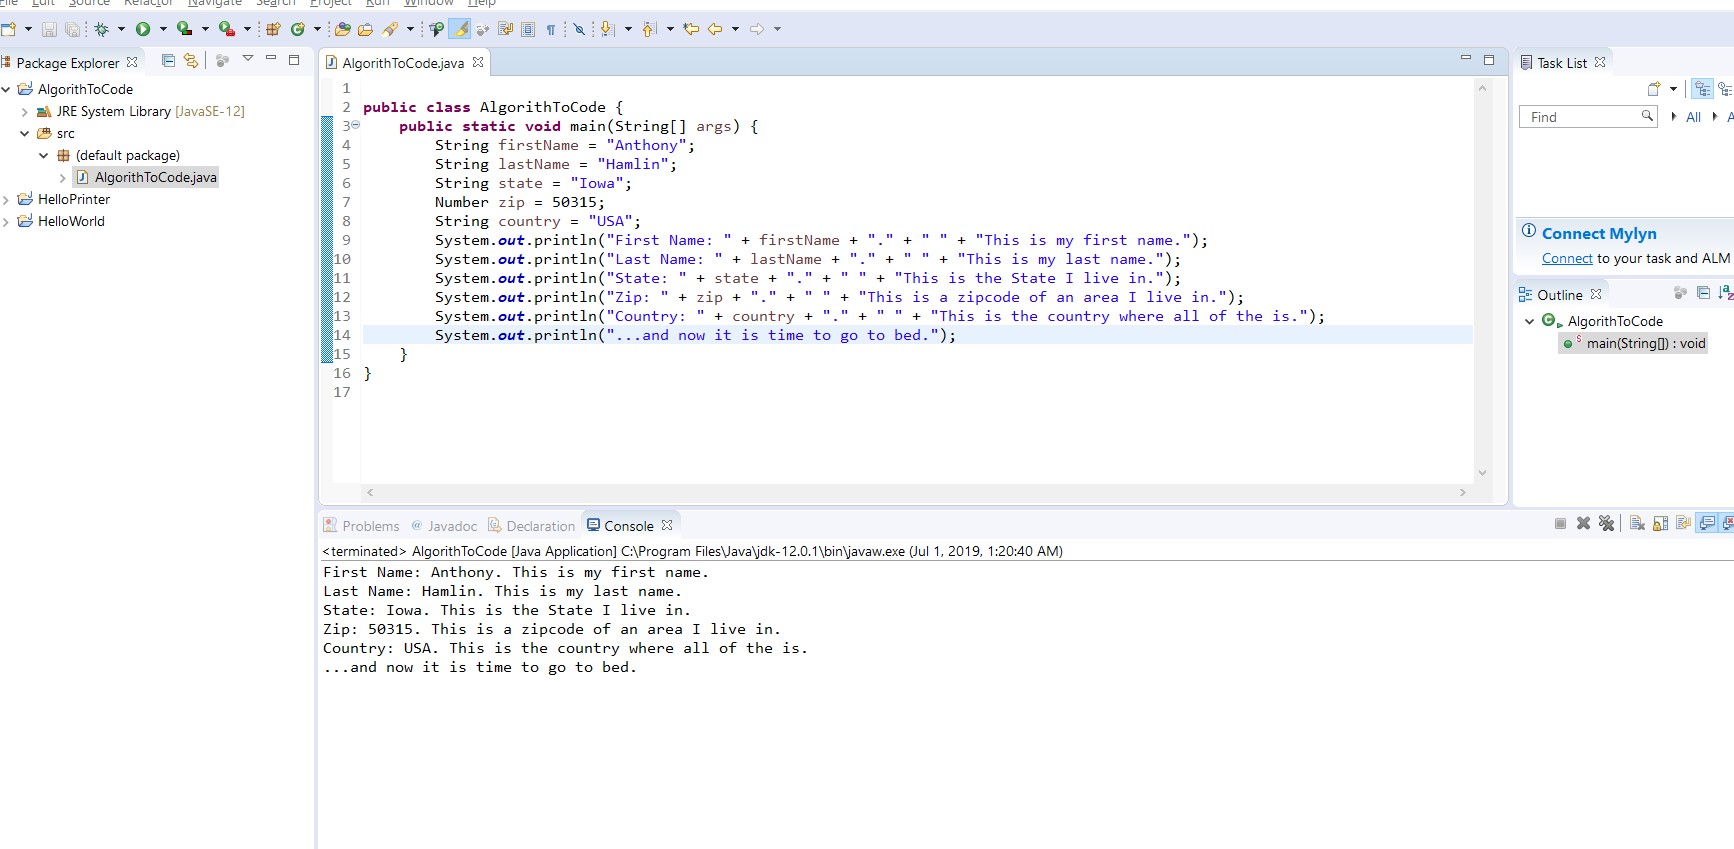 File Edit Source Refactor Navigate Search Project Run Window Help
Package Explorer
AlgorithToCode
JRE System Library [JavaSE-12]
src
(default package)
AlgorithToCode.java
HelloPrinter
HelloWorld
AlgorithToCode.java
1
2 public class AlgorithToCode {
3 public static void main(String[] args) {
4 String firstName = "Anthony";
5 String lastName = "Hamlin";
6 String state = "Iowa";
7 Number zip = 50315;
8 String country = "USA";
9 System.out.println("First Name: " + firstName + "." + " " + "This is my first name.");
10 System.out.println("Last Name: " + lastName + "." + " " + "This is my last name.");
11 System.out.println("State: " + state + "." + " " + "This is the State I live in.");
12 System.out.println("Zip: " + zip + "." + " " + "This is a zipcode of an area I live in.");
13 System.out.println("Country: " + country + "." + " " + "This is the country where all of the is.");
14 System.out.println("...and now it is time to go to bed.");
15 }
16 }
17
Task List
Find
All
A
Connect Mylyn
Connect to your task and ALM
Outline
AlgorithToCode
main(String[]) : void
Problems @ Javadoc Declaration Console
<terminated> AlgorithToCode [Java Application] C:\Program Files\Java\jdk-12.0.1\bin\javaw.exe (Jul 1, 2019, 1:20:40 AM)
First Name: Anthony. This is my first name.
Last Name: Hamlin. This is my last name.
State: Iowa. This is the State I live in.
Zip: 50315. This is a zipcode of an area I live in.
Country: USA. This is the country where all of the is.
...and now it is time to go to bed.